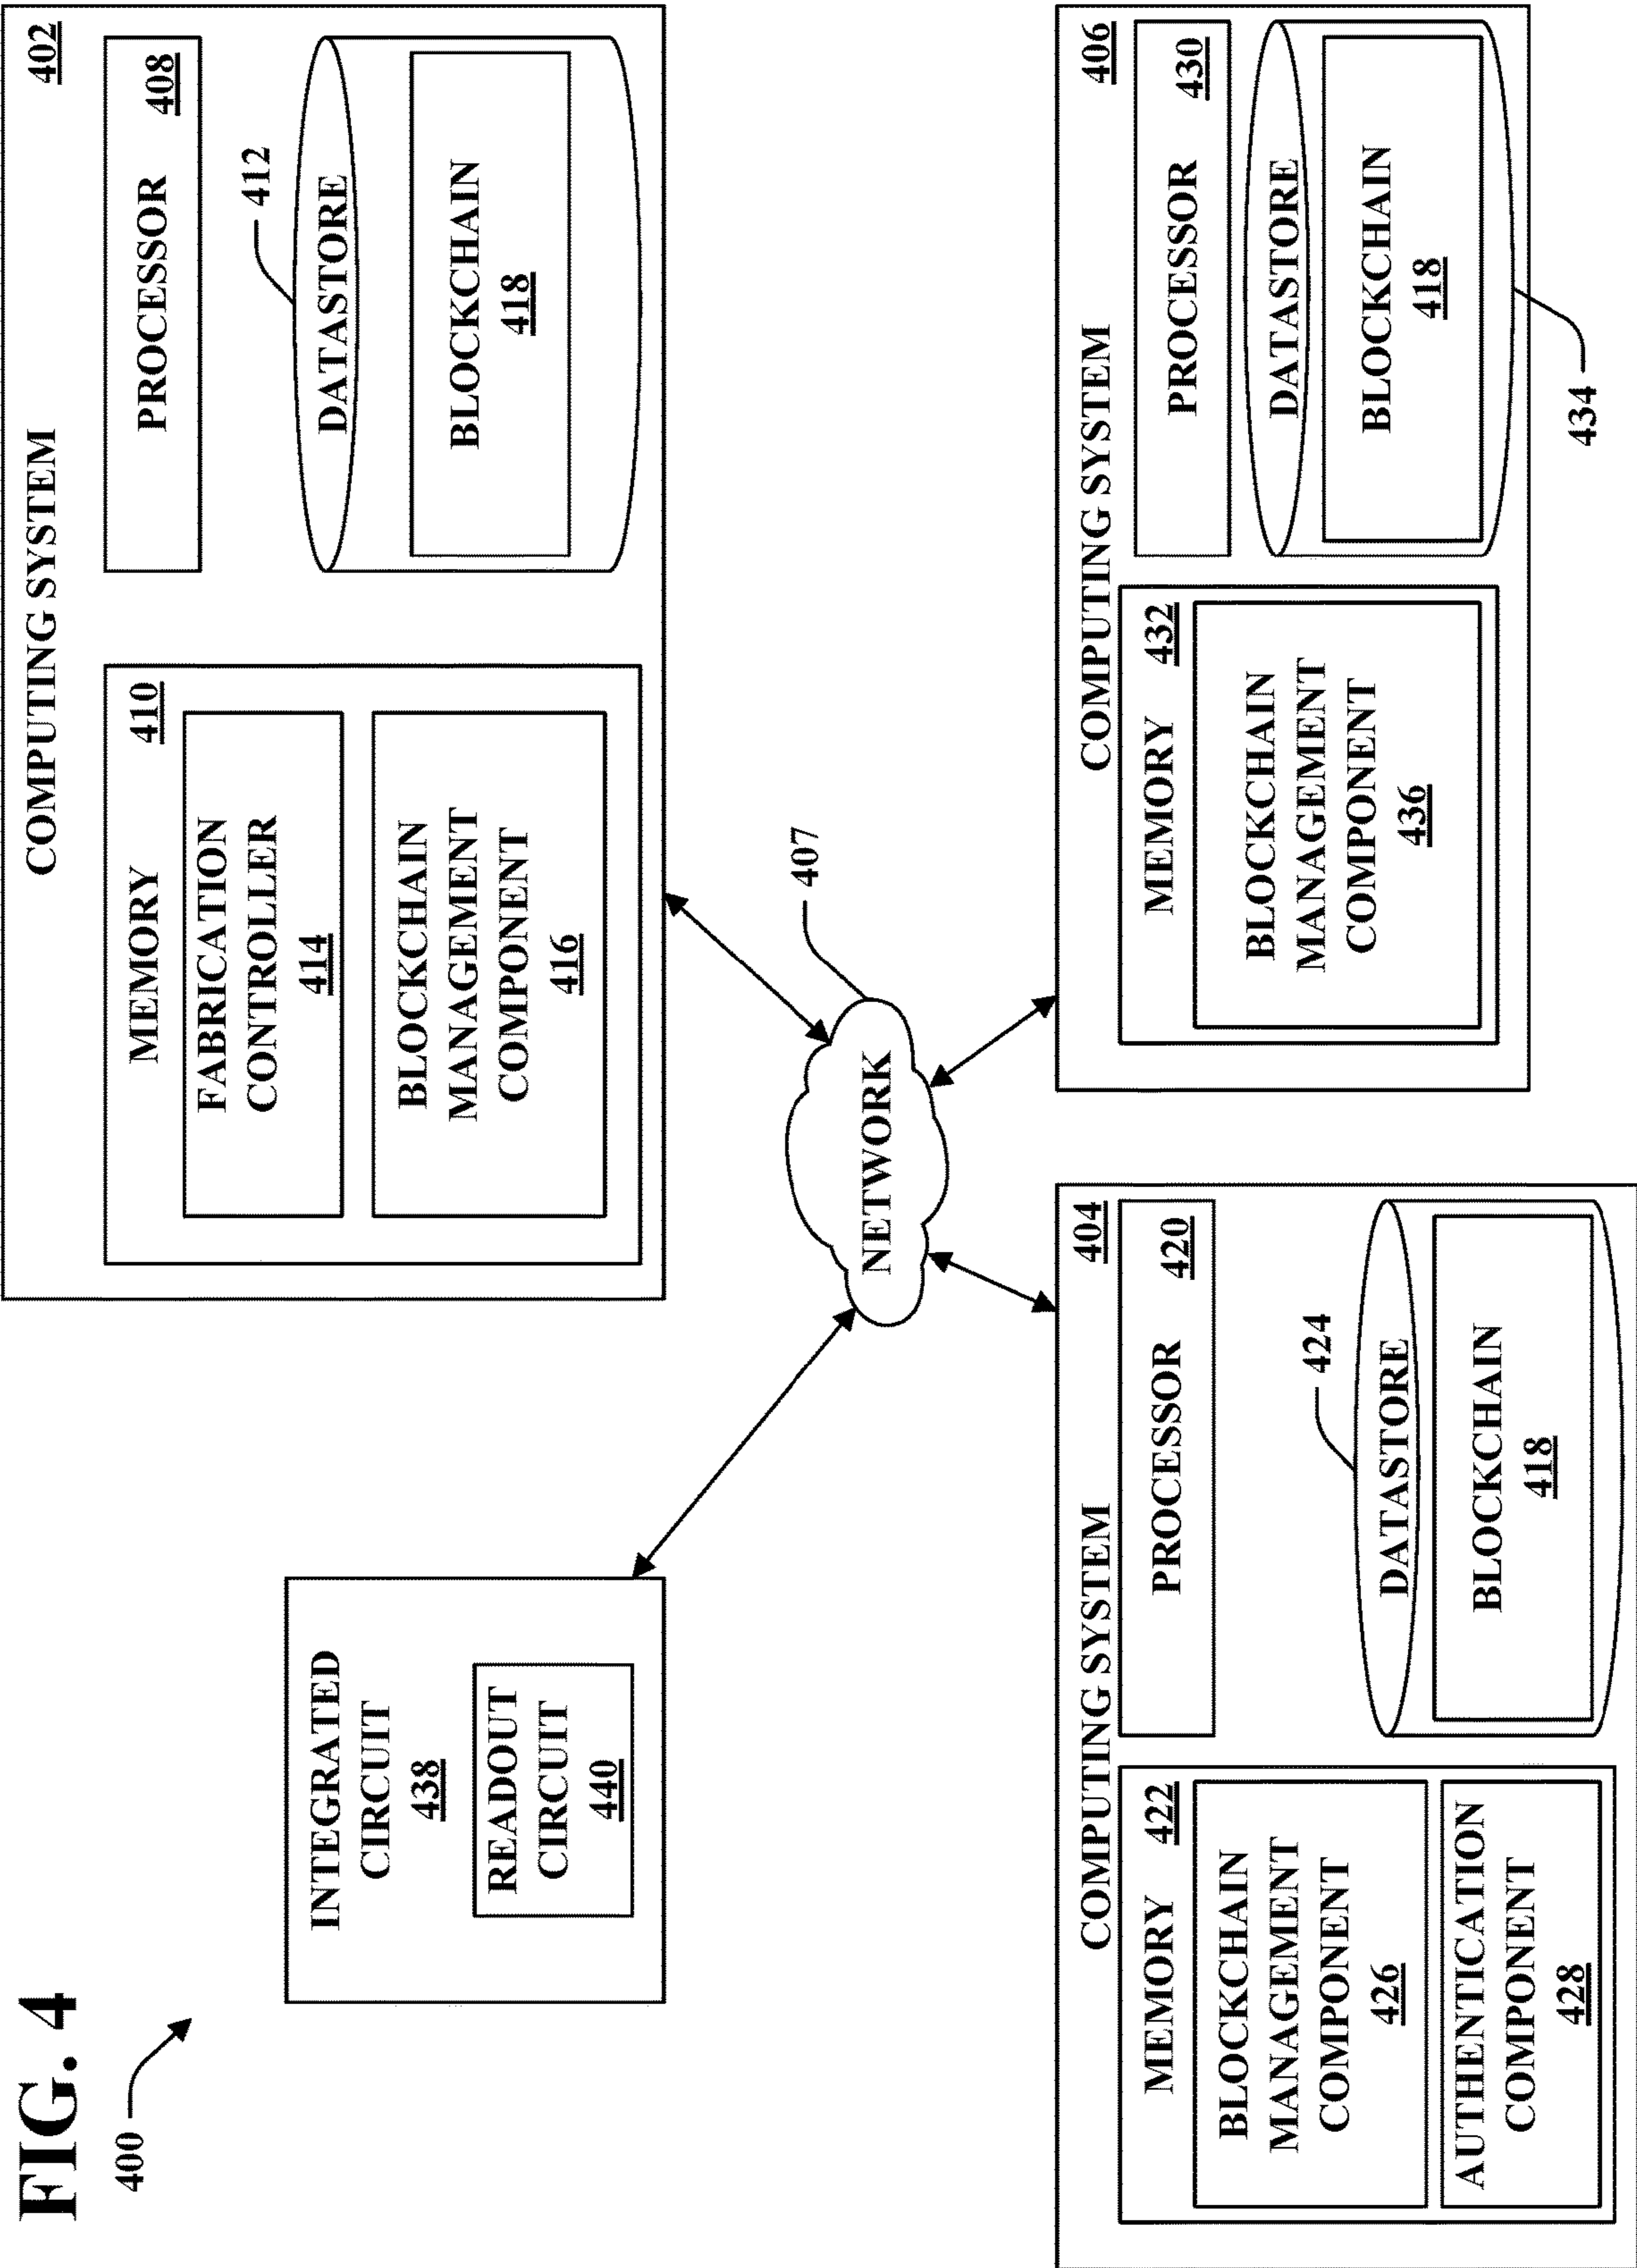 FIG. 4
400
INTEGRATED
CIRCUIT
438
READOUT
CIRCUIT
440
COMPUTING SYSTEM
402
MEMORY
410
FABRICATION
CONTROLLER
414
BLOCKCHAIN
MANAGEMENT
COMPONENT
416
PROCESSOR
408
412
DATASTORE
BLOCKCHAIN
418
NETWORK
407
COMPUTING SYSTEM
404
MEMORY
422
BLOCKCHAIN
MANAGEMENT
COMPONENT
426
AUTHENTICATION
COMPONENT
428
PROCESSOR
420
424
DATASTORE
BLOCKCHAIN
418
COMPUTING SYSTEM
406
MEMORY
432
BLOCKCHAIN
MANAGEMENT
COMPONENT
436
PROCESSOR
430
DATASTORE
BLOCKCHAIN
418
434